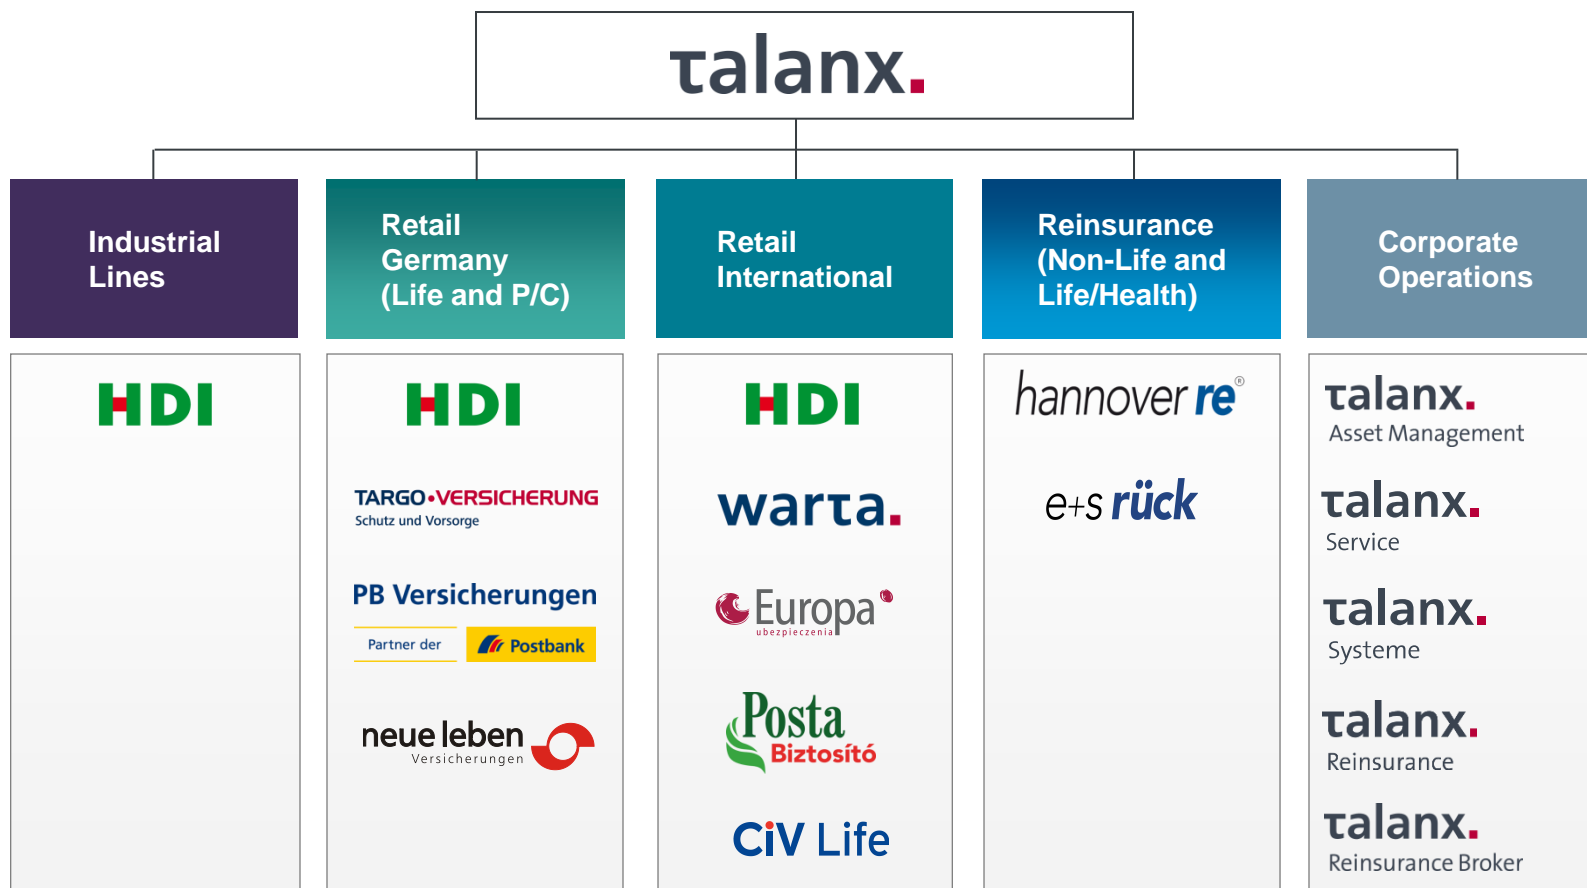 talanx.
Industrial
Lines
Retail
Germany
(Life and P/C)
Retail
International
Reinsurance
(Non-Life and
Life/Health)
Corporate
Operations
HDI
HDI
TARGO•VERSICHERUNG
Schutz und Vorsorge
PB Versicherungen
Partner der
Postbank
neue leben
Versicherungen
HDI
warta.
Europa
ubezpieczenia
Posta
Biztosító
CiV Life
hannover re®
e+s rück
talanx.
Asset Management
talanx.
Service
talanx.
Systeme
talanx.
Reinsurance
talanx.
Reinsurance Broker